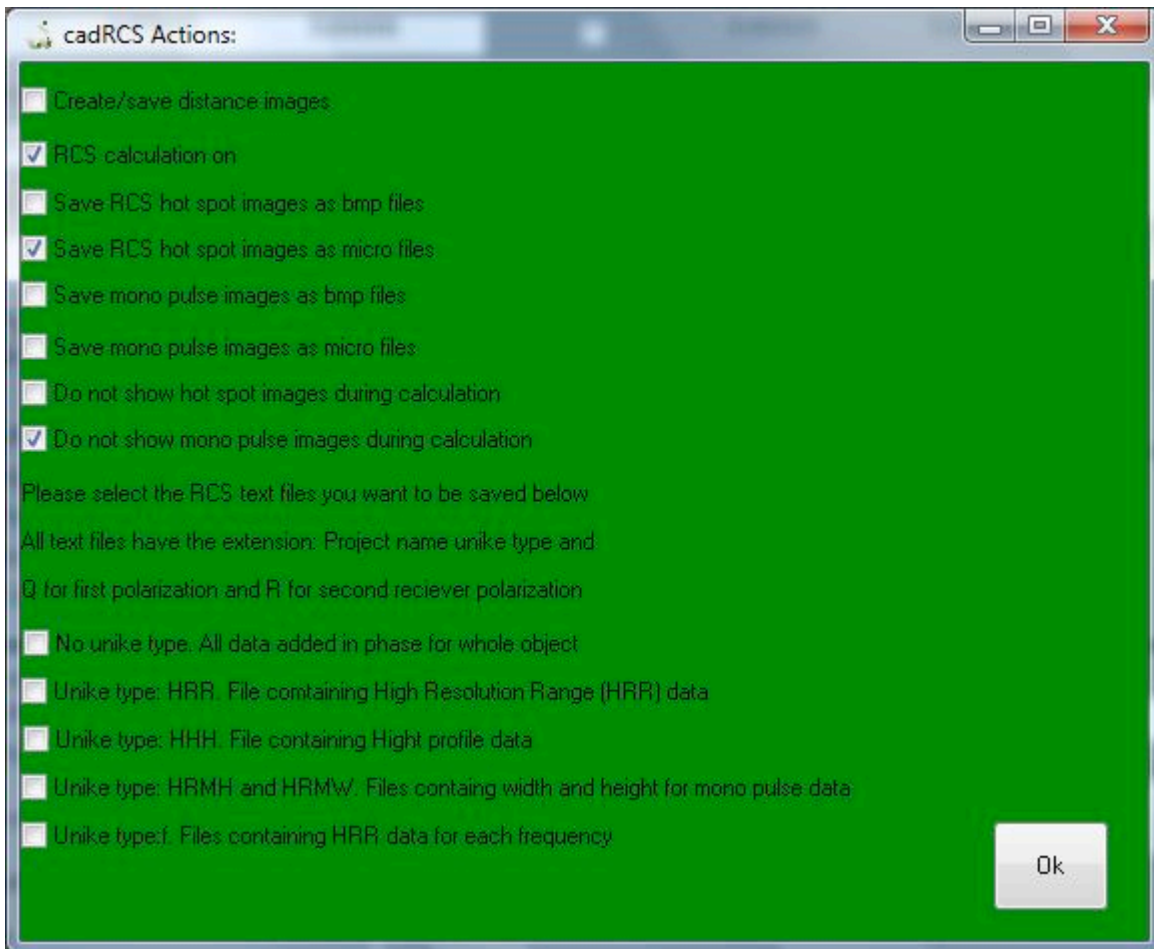 cadRCS Actions:
Create/save distance images
RCS calculation on
Save RCS hot spot images as bmp files
Save RCS hot spot images as micro files
Save mono pulse images as bmp files
Save mono pulse images as micro files
Do not show hot spot images during calculation
Do not show mono pulse images during calculation
Please select the RCS text files you want to be saved below
All text files have the extension: Project name unike type and
Q for first polarization and R for second reciever polarization
No unike type. All data added in phase for whole object
Unike type: HRR. File comtaining High Resolution Range (HRR) data
Unike type: HHH. File containing Hight profile data
Unike type: HRMH and HRMW. Files containg width and height for mono pulse data
Unike type:f. Files containing HRR data for each frequency
Ok